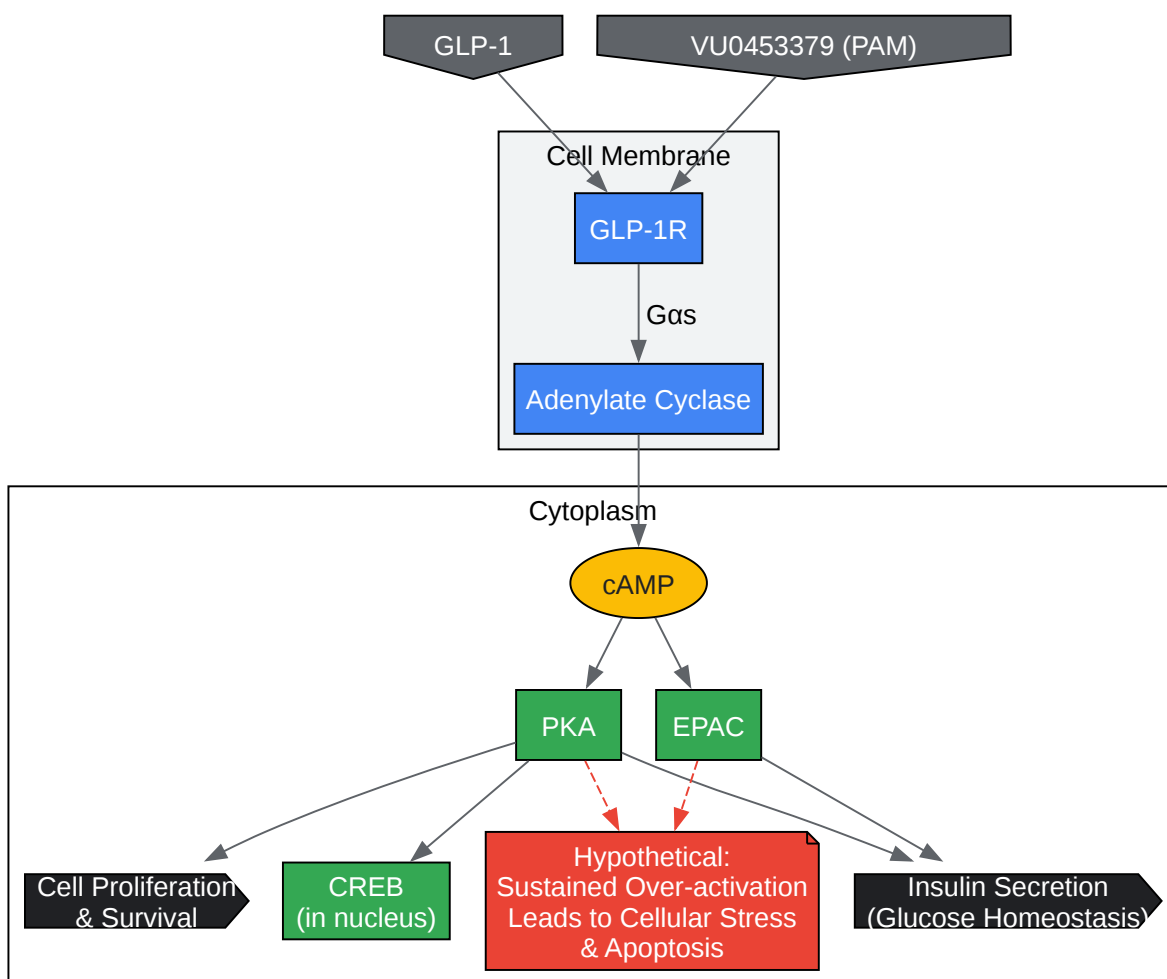 GLP-1
VU0453379 (PAM)
Cell Membrane
GLP-1R
Gαs
Adenylate Cyclase
Cytoplasm
cAMP
PKA
EPAC
Cell Proliferation
& Survival
CREB
(in nucleus)
Hypothetical:
Sustained Over-activation
Leads to Cellular Stress
& Apoptosis
Insulin Secretion
(Glucose Homeostasis)